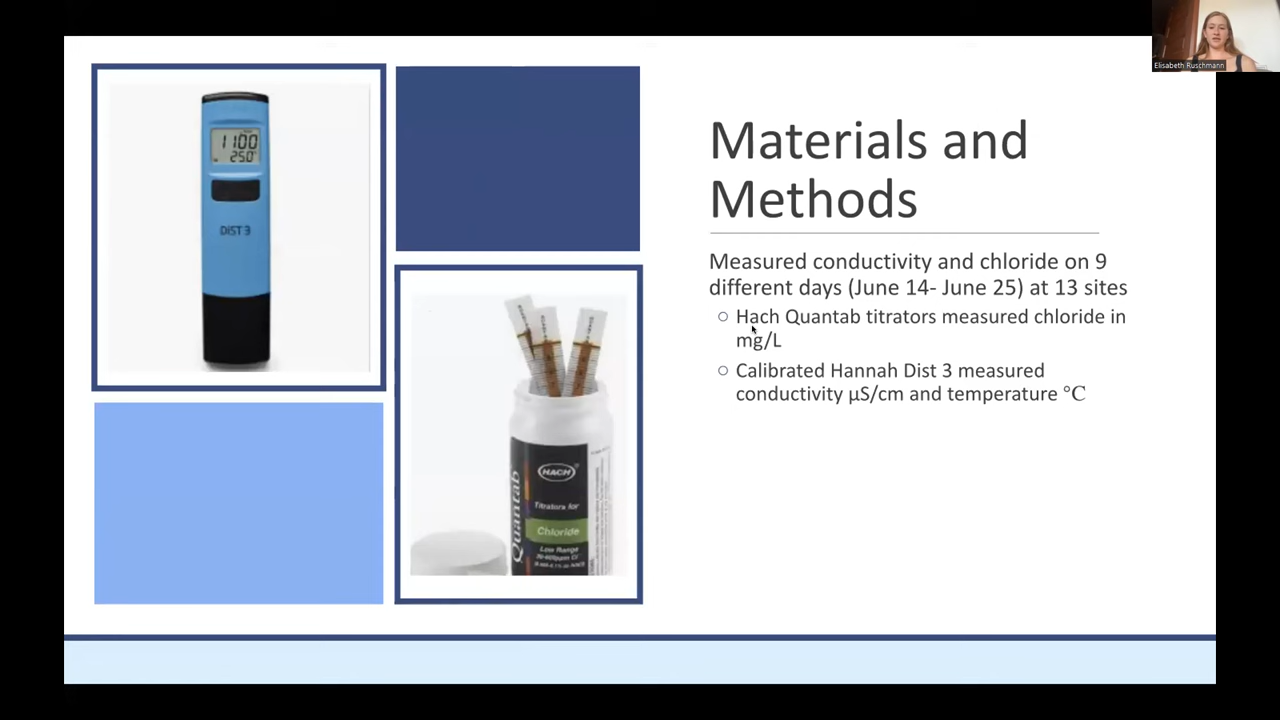 Elisabeth Ruschmann
Materials and
Methods
Measured conductivity and chloride on 9
different days (June 14- June 25) at 13 sites
○ Hach Quantab titrators measured chloride in
mg/L
○ Calibrated Hannah Dist 3 measured
conductivity µS/cm and temperature °C
1100
25.0°
DiST 3
Quantab
HACH
Titrators for
Chloride
Low Range